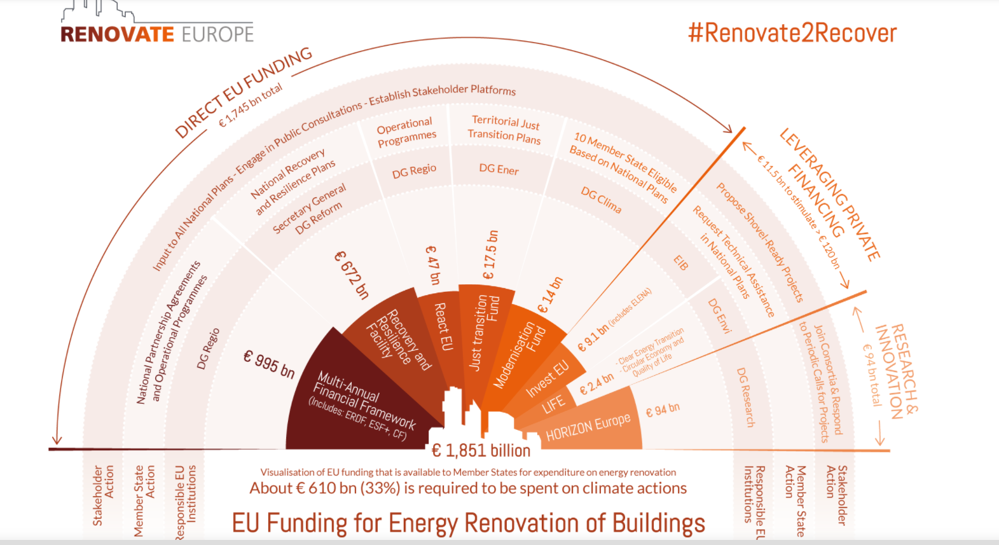 RENOVATE EUROPE
#Renovate2Recover
DIRECT EU FUNDING
€ 1,745 bn total
LEVERAGING PRIVATE
FINANCING
€ 11.5 bn to stimulate > € 120 bn
RESEARCH &
INNOVATION
€ 94 bn total
Input to All National Plans - Engage in Public Consultations - Establish Stakeholder Platforms
Propose Shovel-Ready Projects
Join Consortia & Respond
to Periodic Calls for Projects
National Partnership Agreements
and Operational Programmes
National Recovery
and Resilience Plans
Operational
Programmes
Territorial Just
Transition Plans
10 Member State Eligible
Based on National Plans
Request Technical Assistance
in National Plans
DG Regio
Secretary General
DG Reform
DG Regio
DG Ener
DG Clima
EIB
DG Envi
DG Research
€ 995 bn
€ 672 bn
€ 47 bn
€ 17.5 bn
€ 14 bn
€ 9.1 bn (includes ELENA)
€ 2.4 bn
- Clear Energy Transition
- Circular Economy and
Quality of Life
€ 94 bn
Multi-Annual
Financial Framework
(Includes: ERDF, ESF+, CF)
Recovery and
Resilience
Facility
React EU
Just transition
Fund
Modernisation
Fund
Invest EU
LIFE
HORIZON Europe
€ 1,851 billion
Stakeholder
Action
Member State
Action
Responsible EU
Institutions
Responsible EU
Institutions
Member State
Action
Stakeholder
Action
Visualisation of EU funding that is available to Member States for expenditure on energy renovation
About € 610 bn (33%) is required to be spent on climate actions
EU Funding for Energy Renovation of Buildings